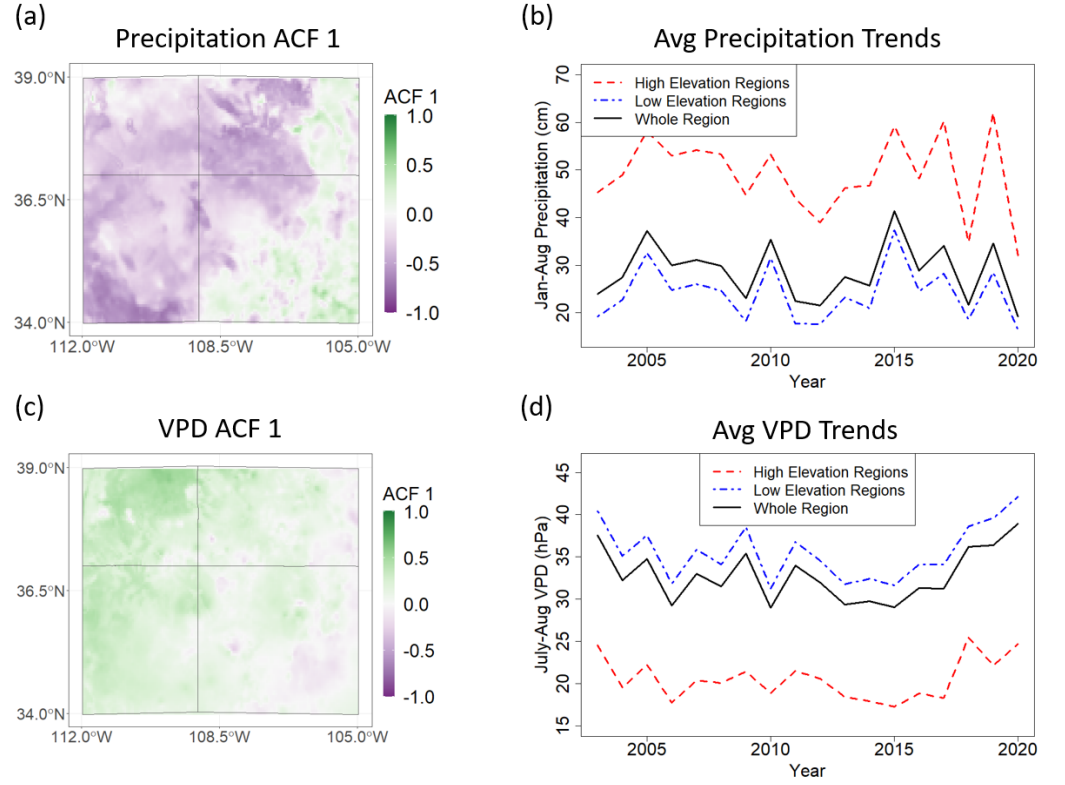 (a)
Precipitation ACF 1
39.0°N
36.5°N
34.0°N
112.0°W 108.5°W 105.0°W
ACF 1
1.0
0.5
0.0
-0.5
-1.0
(b)
Avg Precipitation Trends
High Elevation Regions
Low Elevation Regions
Whole Region
Jan-Aug Precipitation (cm)
70
60
50
40
30
20
2005 2010 2015 2020
Year
(c)
VPD ACF 1
39.0°N
36.5°N
34.0°N
112.0°W 108.5°W 105.0°W
ACF 1
1.0
0.5
0.0
-0.5
-1.0
(d)
Avg VPD Trends
High Elevation Regions
Low Elevation Regions
Whole Region
July-Aug VPD (hPa)
45
40
35
30
25
20
15
2005 2010 2015 2020
Year